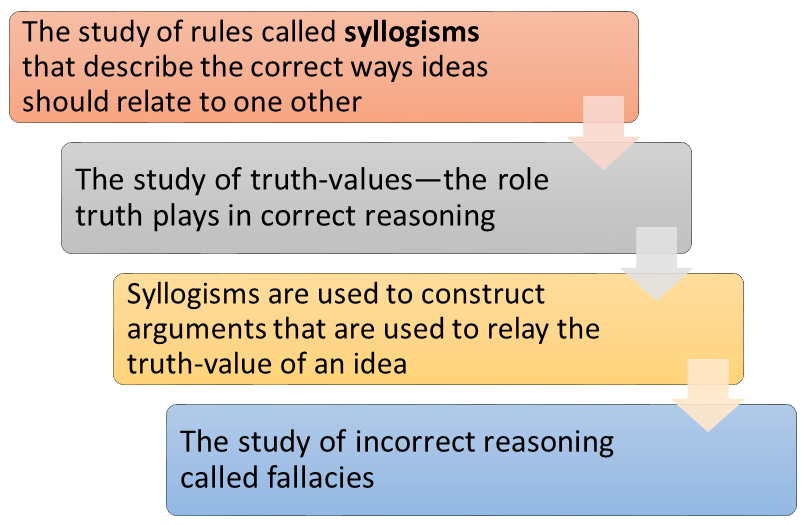 The study of rules called syllogisms
that describe the correct ways ideas
should relate to one other
The study of truth-values—the role
truth plays in correct reasoning
Syllogisms are used to construct
arguments that are used to relay the
truth-value of an idea
The study of incorrect reasoning
called fallacies